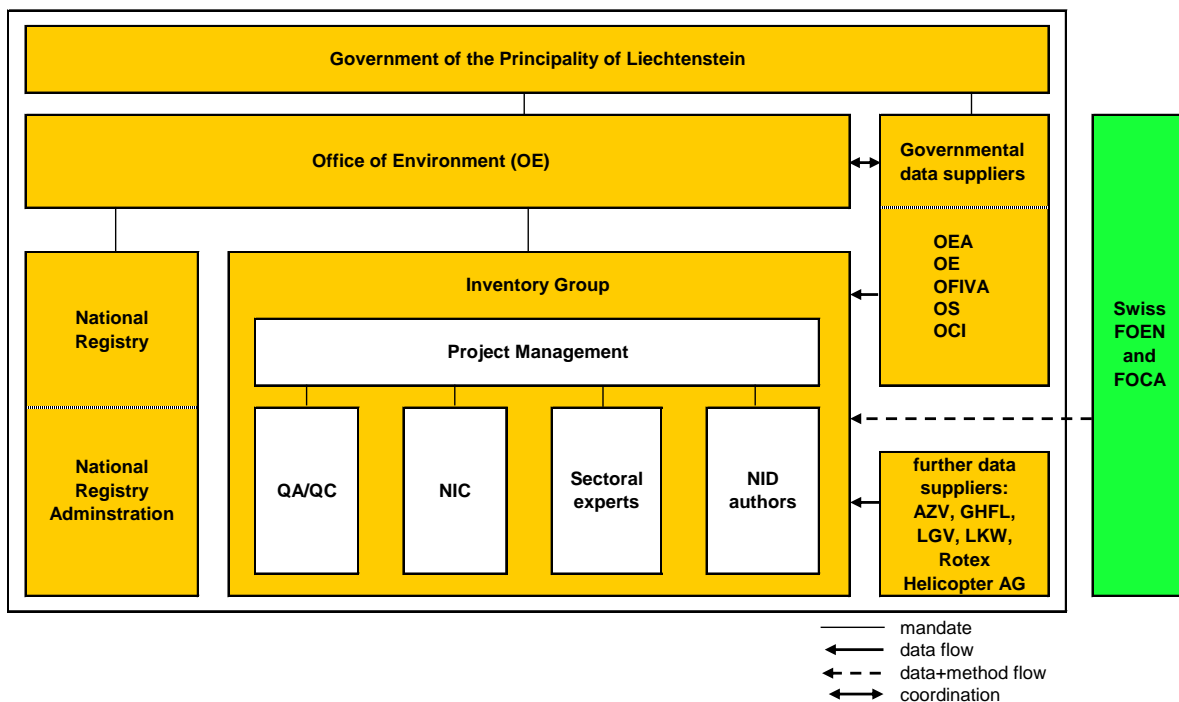 Government of the Principality of Liechtenstein
Office of Environment (OE)
Governmental
data suppliers
OEA
OE
OFIVA
OS
OCI
Swiss
FOEN
and
FOCA
National
Registry
National
Registry
Adminstration
Inventory Group
Project Management
QA/QC
NIC
Sectoral
experts
NID
authors
further data
suppliers:
AZV, GHFL,
LGV, LKW,
Rotex
Helicopter AG
mandate
data flow
data+method flow
coordination